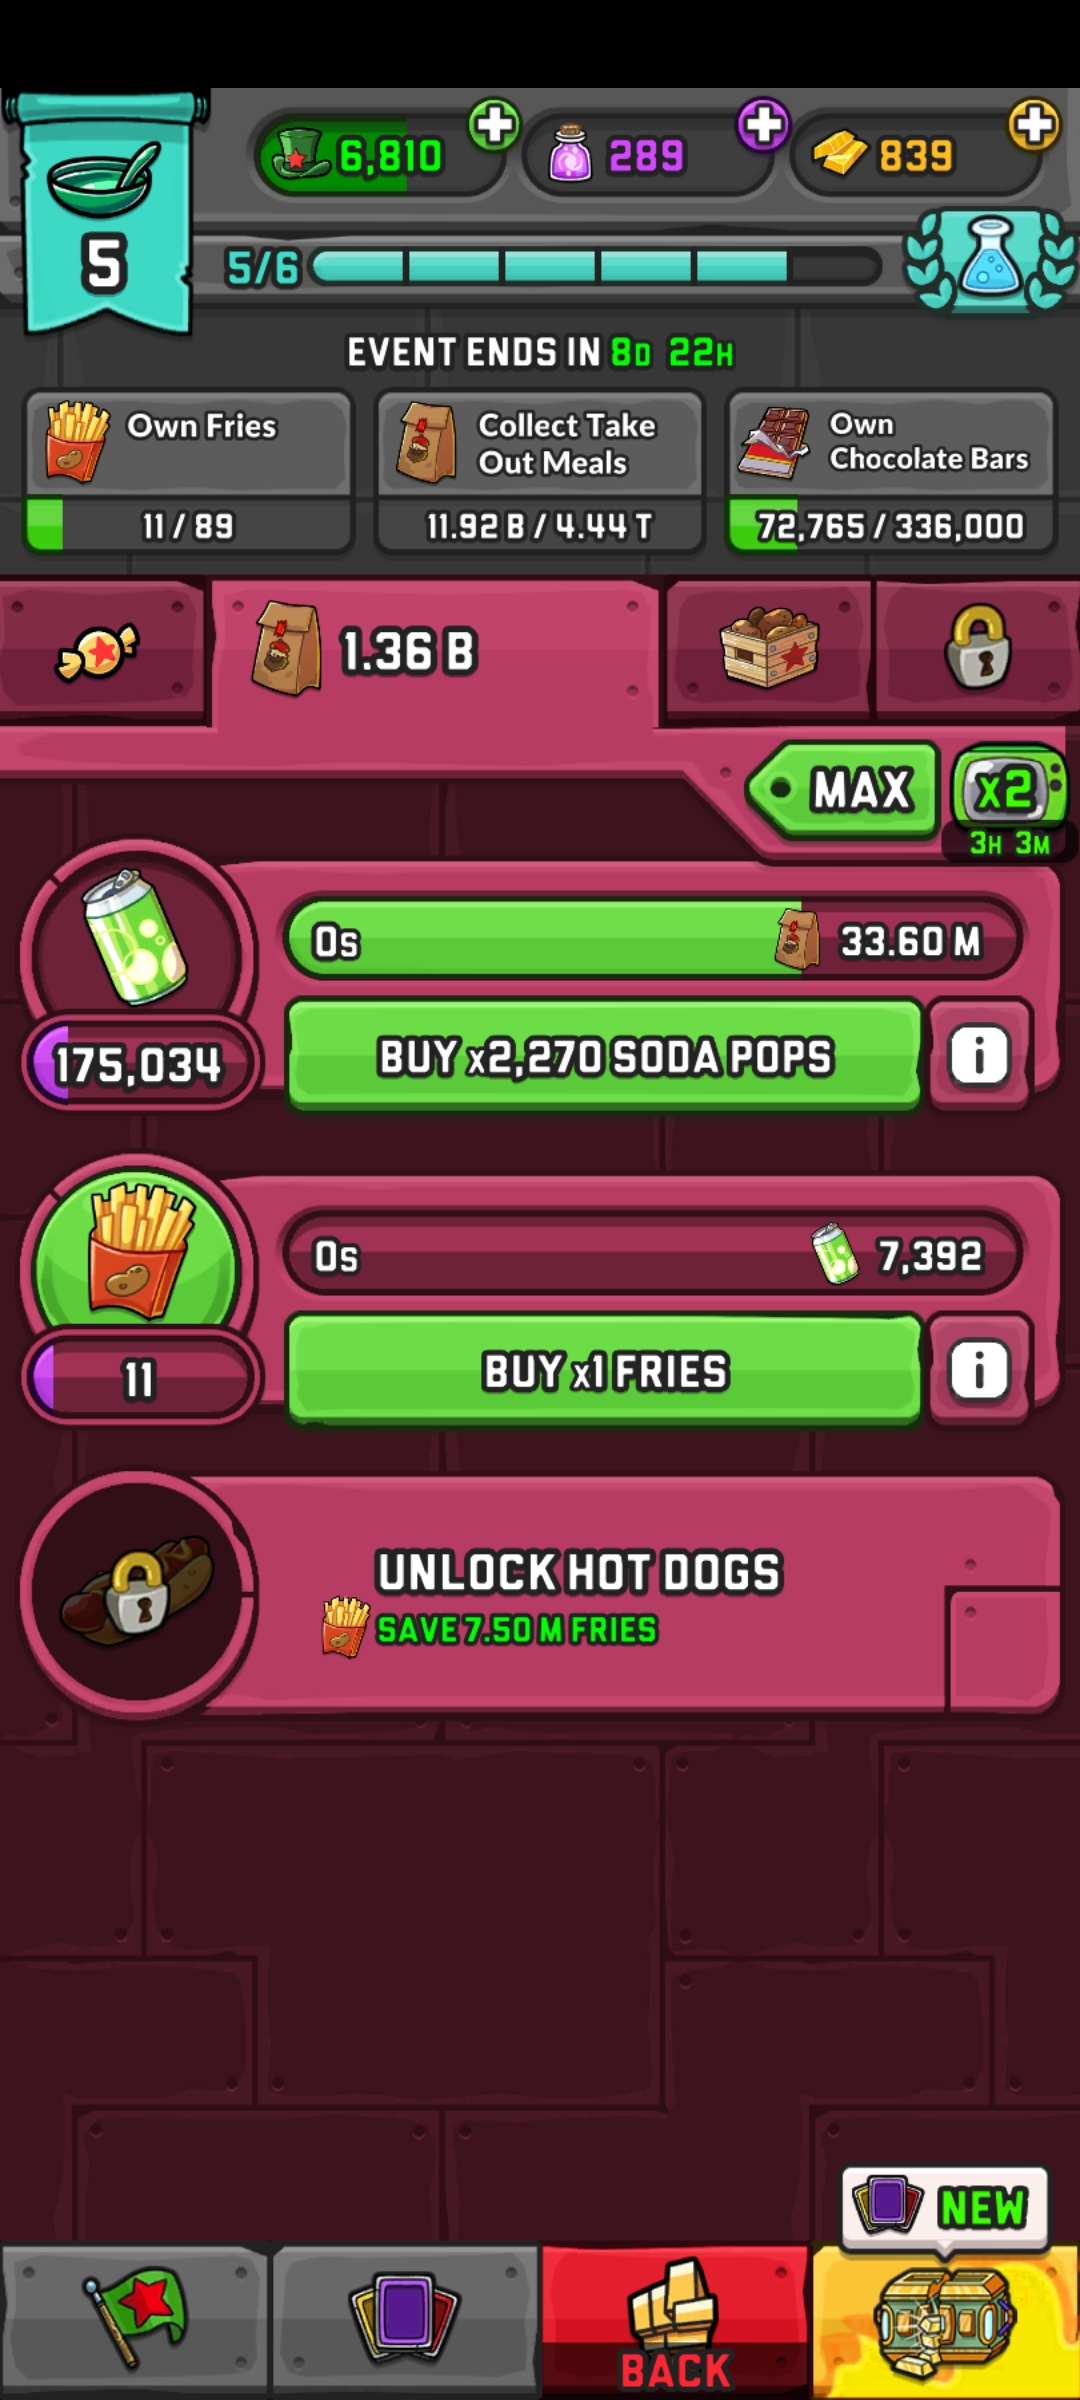 6,810
289
839
5
5/6
EVENT ENDS IN 8D 22H
Own Fries
11 / 89
Collect Take
Out Meals
11.92 B / 4.44 T
Own
Chocolate Bars
72,765 / 336,000
1.36 B
MAX
x2
3H 3M
0s
33.60 M
175,034
BUY x2,270 SODA POPS
i
0s
7,392
11
BUY x1 FRIES
i
UNLOCK HOT DOGS
SAVE 7.50 M FRIES
NEW
BACK